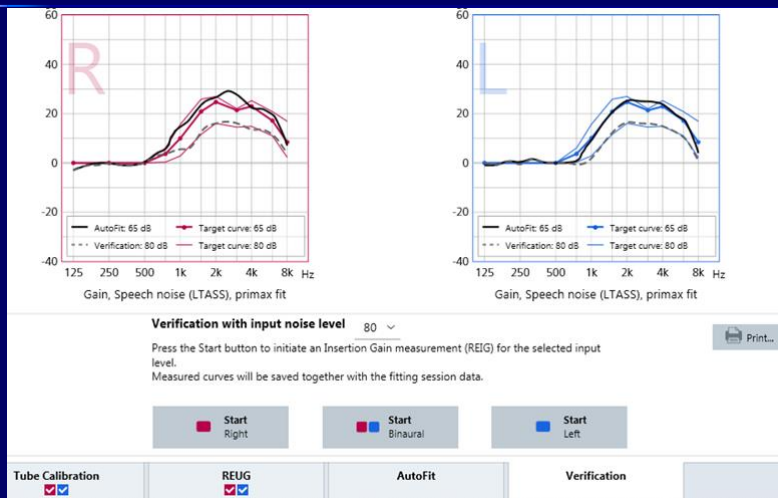 60
40
20
0
-20
-40
R
AutoFit: 65 dB
Target curve: 65 dB
Verification: 80 dB
Target curve: 80 dB
125 250 500 1k 2k 4k 8k Hz
Gain, Speech noise (LTASS), primax fit
60
40
20
0
-20
-40
L
AutoFit: 65 dB
Target curve: 65 dB
Verification: 80 dB
Target curve: 80 dB
125 250 500 1k 2k 4k 8k Hz
Gain, Speech noise (LTASS), primax fit
Verification with input noise level 80
Press the Start button to initiate an Insertion Gain measurement (REIG) for the selected input
level.
Measured curves will be saved together with the fitting session data.
Print...
Start
Right
Start
Binaural
Start
Left
Tube Calibration
REUG
AutoFit
Verification